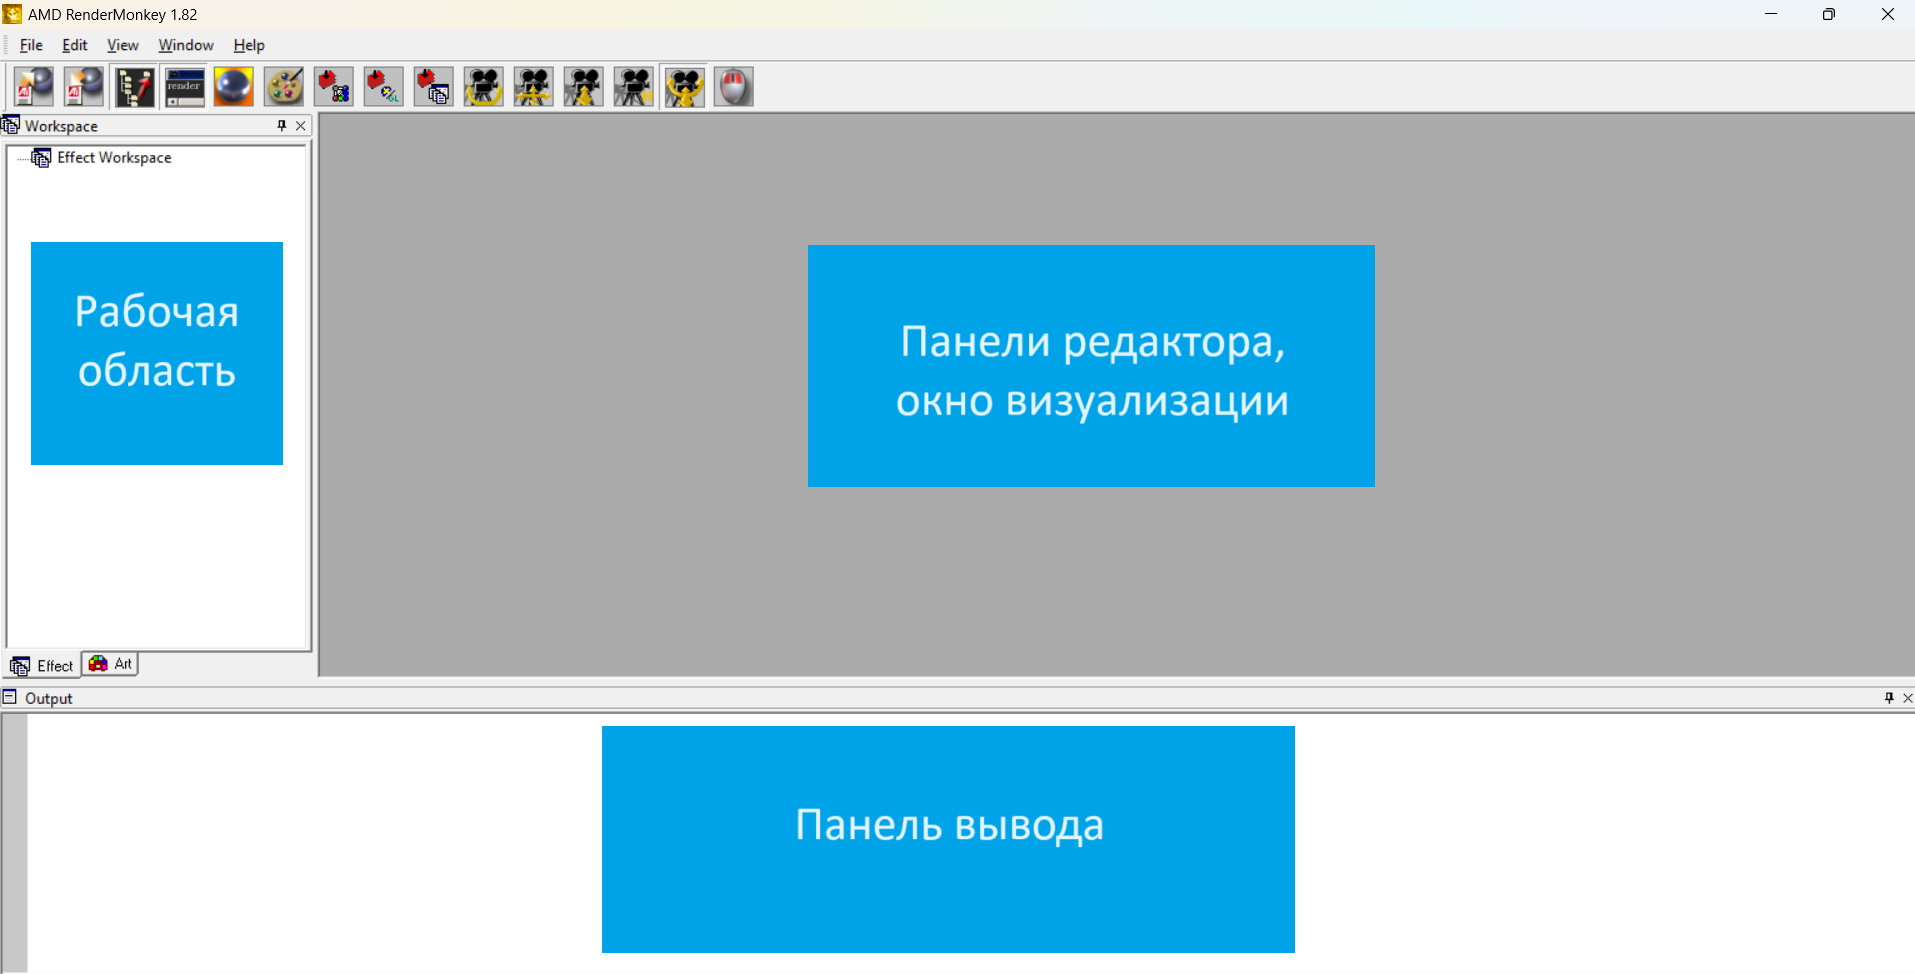 AMD RenderMonkey 1.82
File Edit View Window Help
render
Workspace
Effect Workspace
Рабочая
область
Панели редактора,
окно визуализации
Effect Art
Output
Панель вывода